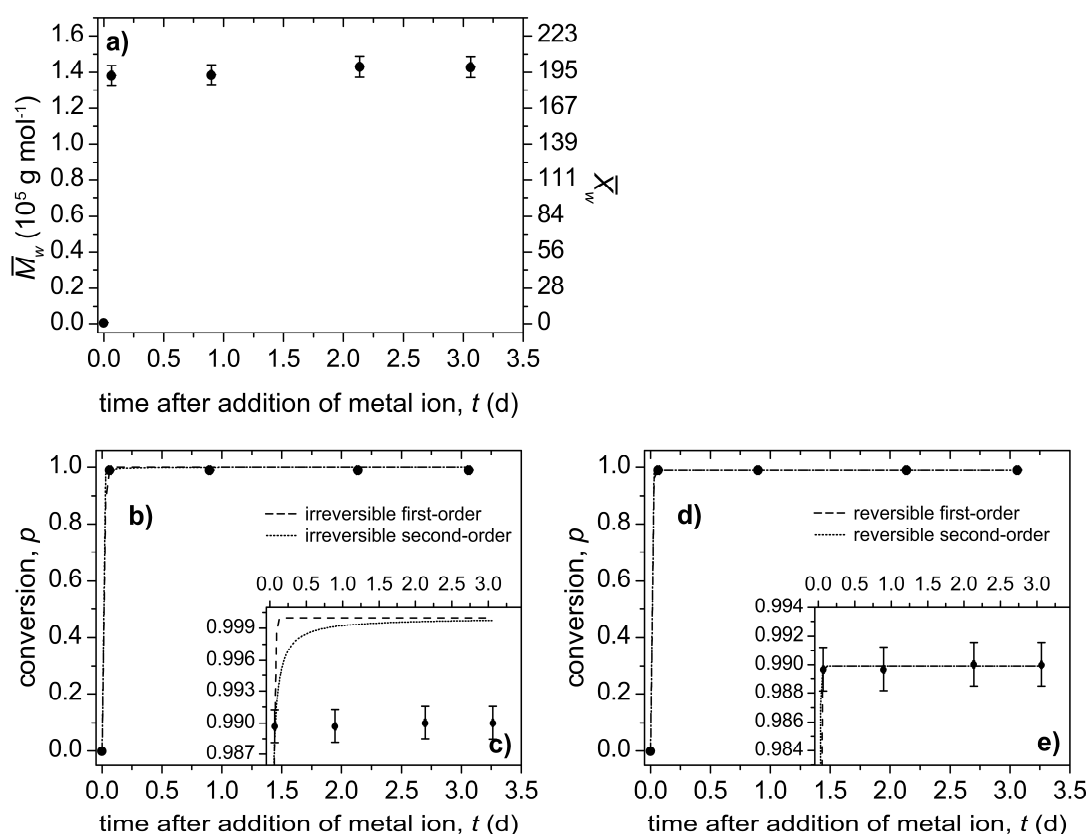 a)
1.6
1.4
1.2
1.0
0.8
0.6
0.4
0.2
0.0
M̅w (10⁵ g mol⁻¹)
223
195
167
139
111
84
56
28
0
X̅w
0.0 0.5 1.0 1.5 2.0 2.5 3.0 3.5
time after addition of metal ion, t (d)
b)
1.0
0.8
0.6
0.4
0.2
0.0
conversion, p
irreversible first-order
irreversible second-order
0.0 0.5 1.0 1.5 2.0 2.5 3.0
0.999
0.996
0.993
0.990
0.987
c)
0.0 0.5 1.0 1.5 2.0 2.5 3.0 3.5
time after addition of metal ion, t (d)
d)
1.0
0.8
0.6
0.4
0.2
0.0
conversion, p
reversible first-order
reversible second-order
0.0 0.5 1.0 1.5 2.0 2.5 3.0
0.994
0.992
0.990
0.988
0.986
0.984
e)
0.0 0.5 1.0 1.5 2.0 2.5 3.0 3.5
time after addition of metal ion, t (d)